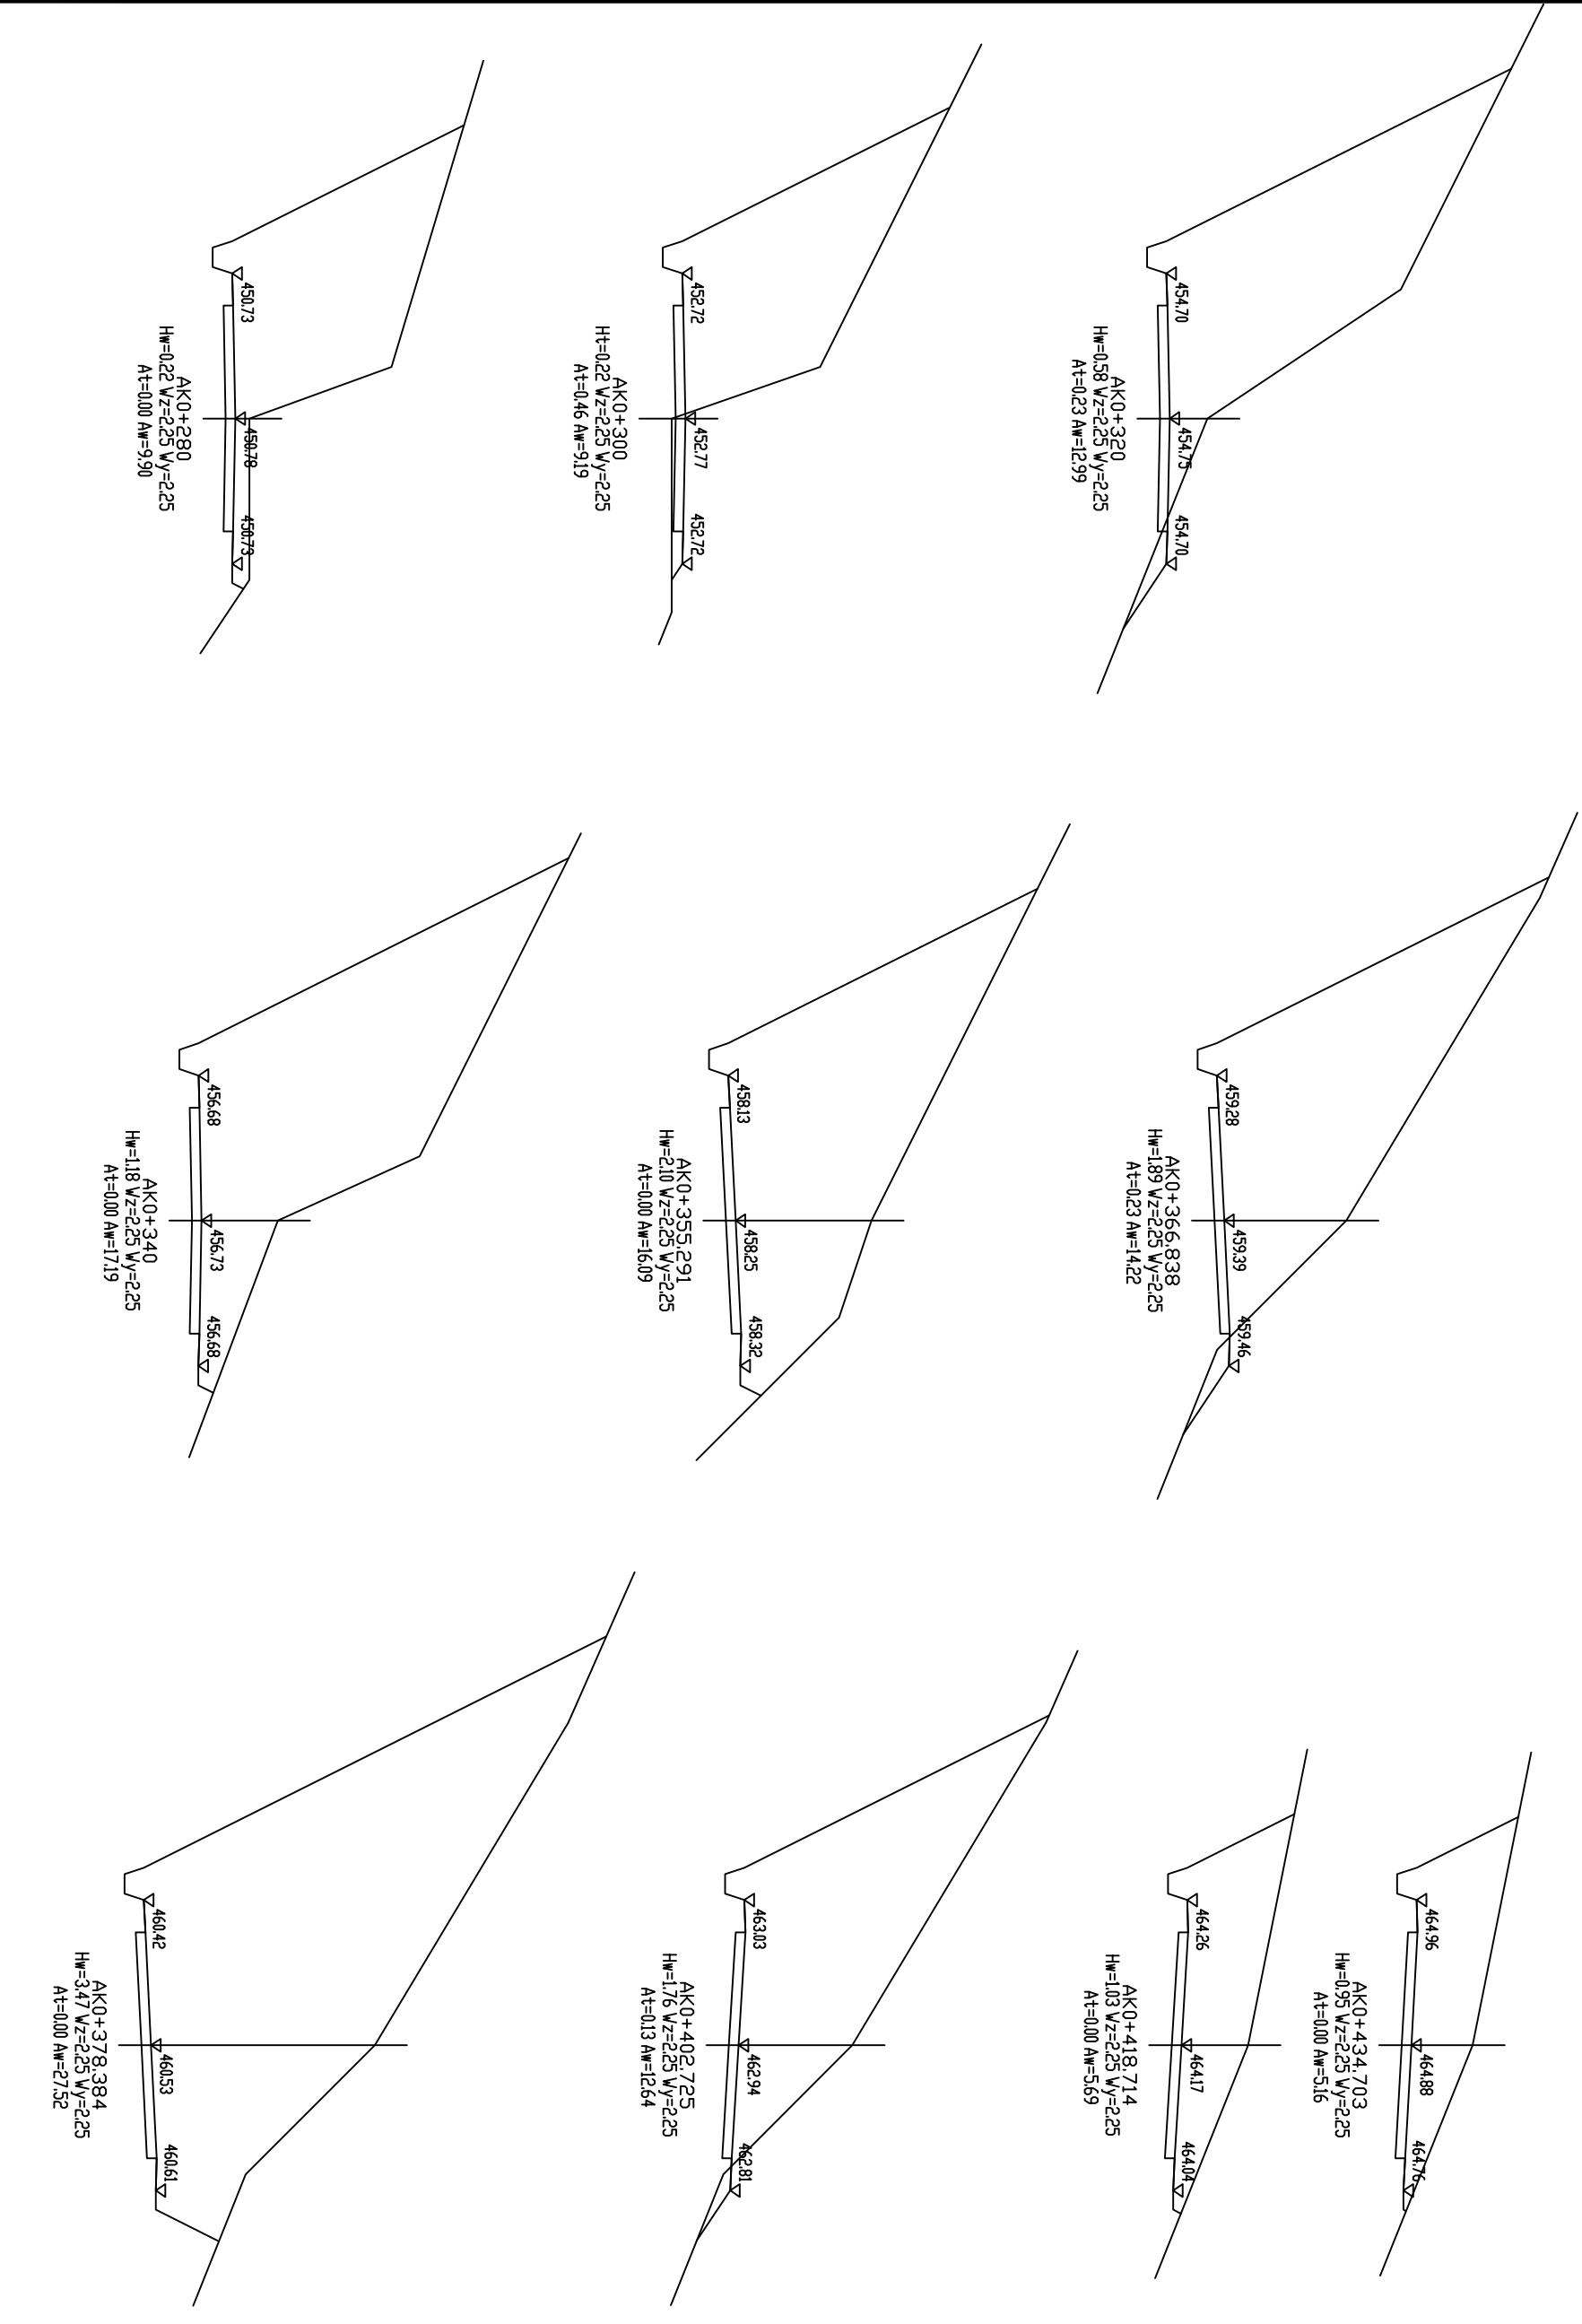 450.73
450.78
450.73
AK0+280
Hw=0.22 Wz=2.25 Wy=2.25
At=0.00 Aw=9.90
452.72
452.77
452.72
AK0+300
Ht=0.22 Wz=2.25 Wy=2.25
At=0.46 Aw=9.19
454.70
454.75
454.70
AK0+320
Hw=0.58 Wz=2.25 Wy=2.25
At=0.23 Aw=12.99
456.68
456.73
456.68
AK0+340
Hw=1.18 Wz=2.25 Wy=2.25
At=0.00 Aw=17.19
458.13
458.25
458.32
AK0+355.291
Hw=2.10 Wz=2.25 Wy=2.25
At=0.00 Aw=16.09
459.28
459.39
459.46
AK0+366.838
Hw=1.89 Wz=2.25 Wy=2.25
At=0.23 Aw=14.22
460.42
460.53
460.61
AK0+378.384
Hw=3.47 Wz=2.25 Wy=2.25
At=0.00 Aw=27.52
463.03
462.94
462.81
AK0+402.725
Hw=1.76 Wz=2.25 Wy=2.25
At=0.13 Aw=12.64
464.26
464.17
464.04
AK0+418.714
Hw=1.03 Wz=2.25 Wy=2.25
At=0.00 Aw=5.69
464.96
464.88
464.76
AK0+434.703
Hw=0.95 Wz=2.25 Wy=2.25
At=0.00 Aw=5.16